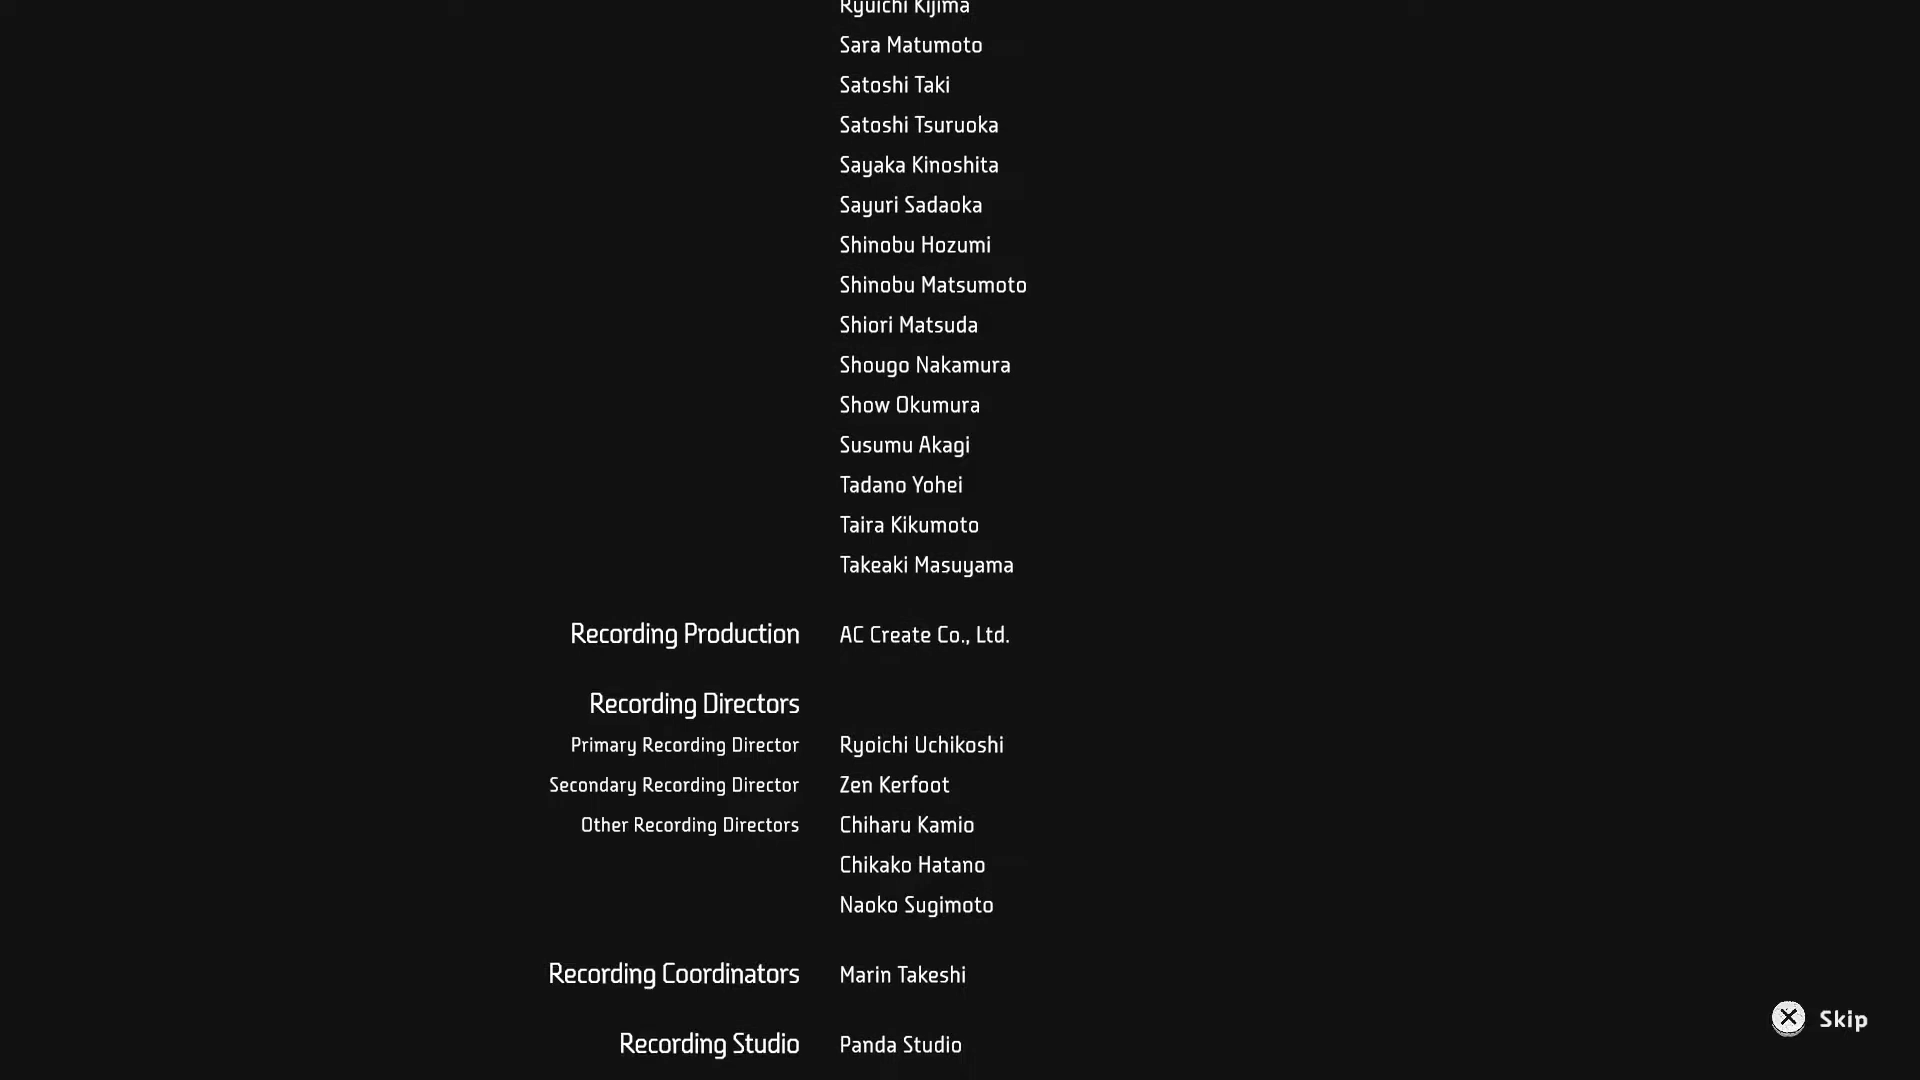 Ryuichi Kijima
Sara Matumoto
Satoshi Taki
Satoshi Tsuruoka
Sayaka Kinoshita
Sayuri Sadaoka
Shinobu Hozumi
Shinobu Matsumoto
Shiori Matsuda
Shougo Nakamura
Show Okumura
Susumu Akagi
Tadano Yohei
Taira Kikumoto
Takeaki Masuyama
Recording Production AC Create Co., Ltd.
Recording Directors
Primary Recording Director Ryoichi Uchikoshi
Secondary Recording Director Zen Kerfoot
Other Recording Directors Chiharu Kamio
Chikako Hatano
Naoko Sugimoto
Recording Coordinators Marin Takeshi
Recording Studio Panda Studio
Skip